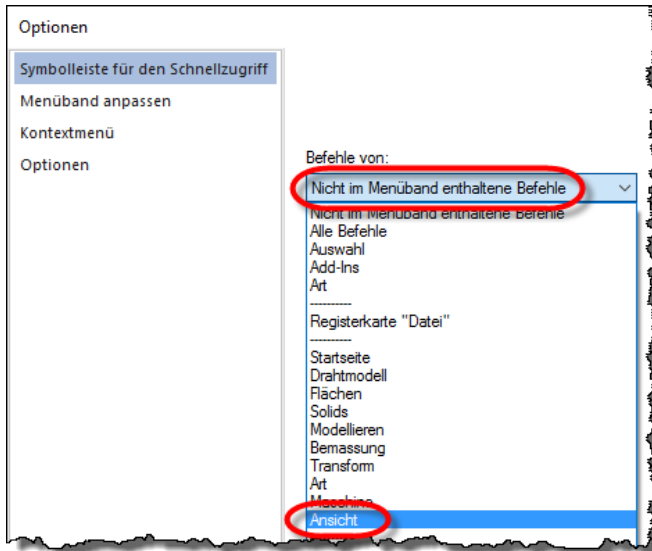 Optionen
Symbolleiste für den Schnellzugriff
Menüband anpassen
Kontextmenü
Optionen
Befehle von:
Nicht im Menüband enthaltene Befehle
Nicht im Menüband enthaltene Befehle
Alle Befehle
Auswahl
Add-Ins
Art
----------
Registerkarte "Datei"
----------
Startseite
Drahtmodell
Flächen
Solids
Modellieren
Bemassung
Transform
Art
Maschine
Ansicht